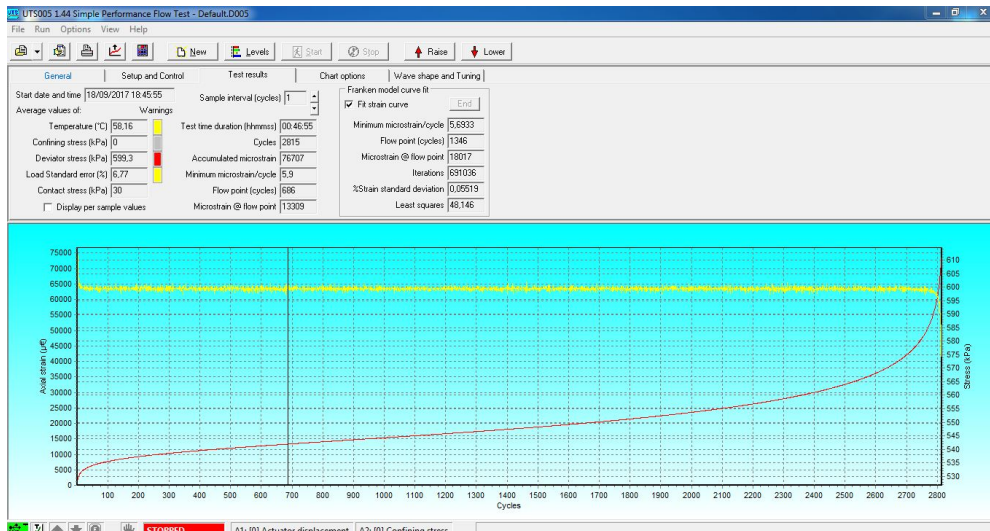 UTS005 1.44 Simple Performance Flow Test - Default.D005
File Run Options View Help
New Levels Start Stop Raise Lower
General Setup and Control Test results Chart options Wave shape and Tuning
Start date and time 18/09/2017 18:45:55
Average values of: Warnings
Temperature (°C) 58,16
Confining stress (kPa) 0
Deviator stress (kPa) 599,3
Load Standard error (%) 6,77
Contact stress (kPa) 30
Display per sample values
Sample interval (cycles) 1
Test time duration (hhmmss) 00:46:55
Cycles 2815
Accumulated microstrain 76707
Minimum microstrain/cycle 5,9
Flow point (cycles) 686
Microstrain @ flow point 13309
Franken model curve fit
Fit strain curve End
Minimum microstrain/cycle 5,6933
Flow point (cycles) 1346
Microstrain @ flow point 18017
Iterations 691036
%Strain standard deviation 0,05519
Least squares 48,146
75000
70000
65000
60000
55000
50000
45000
40000
35000
30000
25000
20000
15000
10000
5000
0
Axial strain (µε)
610
605
600
595
590
585
580
575
570
565
560
555
550
545
540
535
530
Stress (kPa)
100 200 300 400 500 600 700 800 900 1000 1100 1200 1300 1400 1500 1600 1700 1800 1900 2000 2100 2200 2300 2400 2500 2600 2700 2800
Cycles
STOPPED A1: [0] Actuator displacement A2: [0] Confining stress